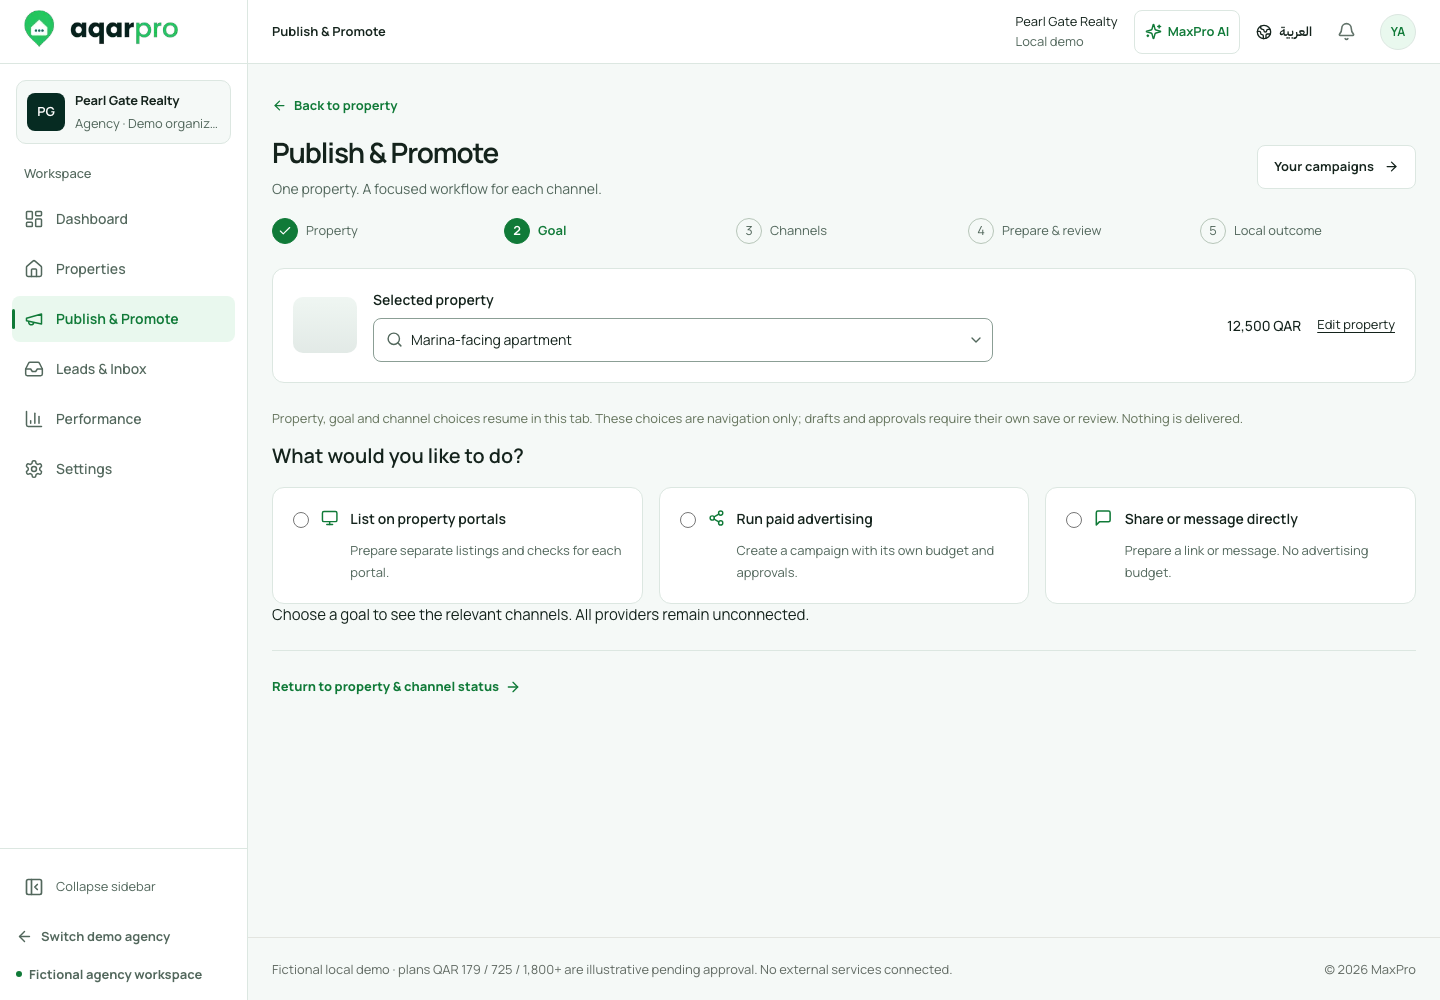 aqarpro
Publish & Promote
Pearl Gate Realty
Local demo
MaxPro AI
العربية
YA
PG
Pearl Gate Realty
Agency · Demo organiz...
Workspace
Dashboard
Properties
Publish & Promote
Leads & Inbox
Performance
Settings
Collapse sidebar
Switch demo agency
Fictional agency workspace
Back to property
Publish & Promote
One property. A focused workflow for each channel.
Your campaigns
Property
2 Goal
3 Channels
4 Prepare & review
5 Local outcome
Selected property
Marina-facing apartment
12,500 QAR
Edit property
Property, goal and channel choices resume in this tab. These choices are navigation only; drafts and approvals require their own save or review. Nothing is delivered.
What would you like to do?
List on property portals
Prepare separate listings and checks for each
portal.
Run paid advertising
Create a campaign with its own budget and
approvals.
Share or message directly
Prepare a link or message. No advertising
budget.
Choose a goal to see the relevant channels. All providers remain unconnected.
Return to property & channel status
Fictional local demo · plans QAR 179 / 725 / 1,800+ are illustrative pending approval. No external services connected.
© 2026 MaxPro